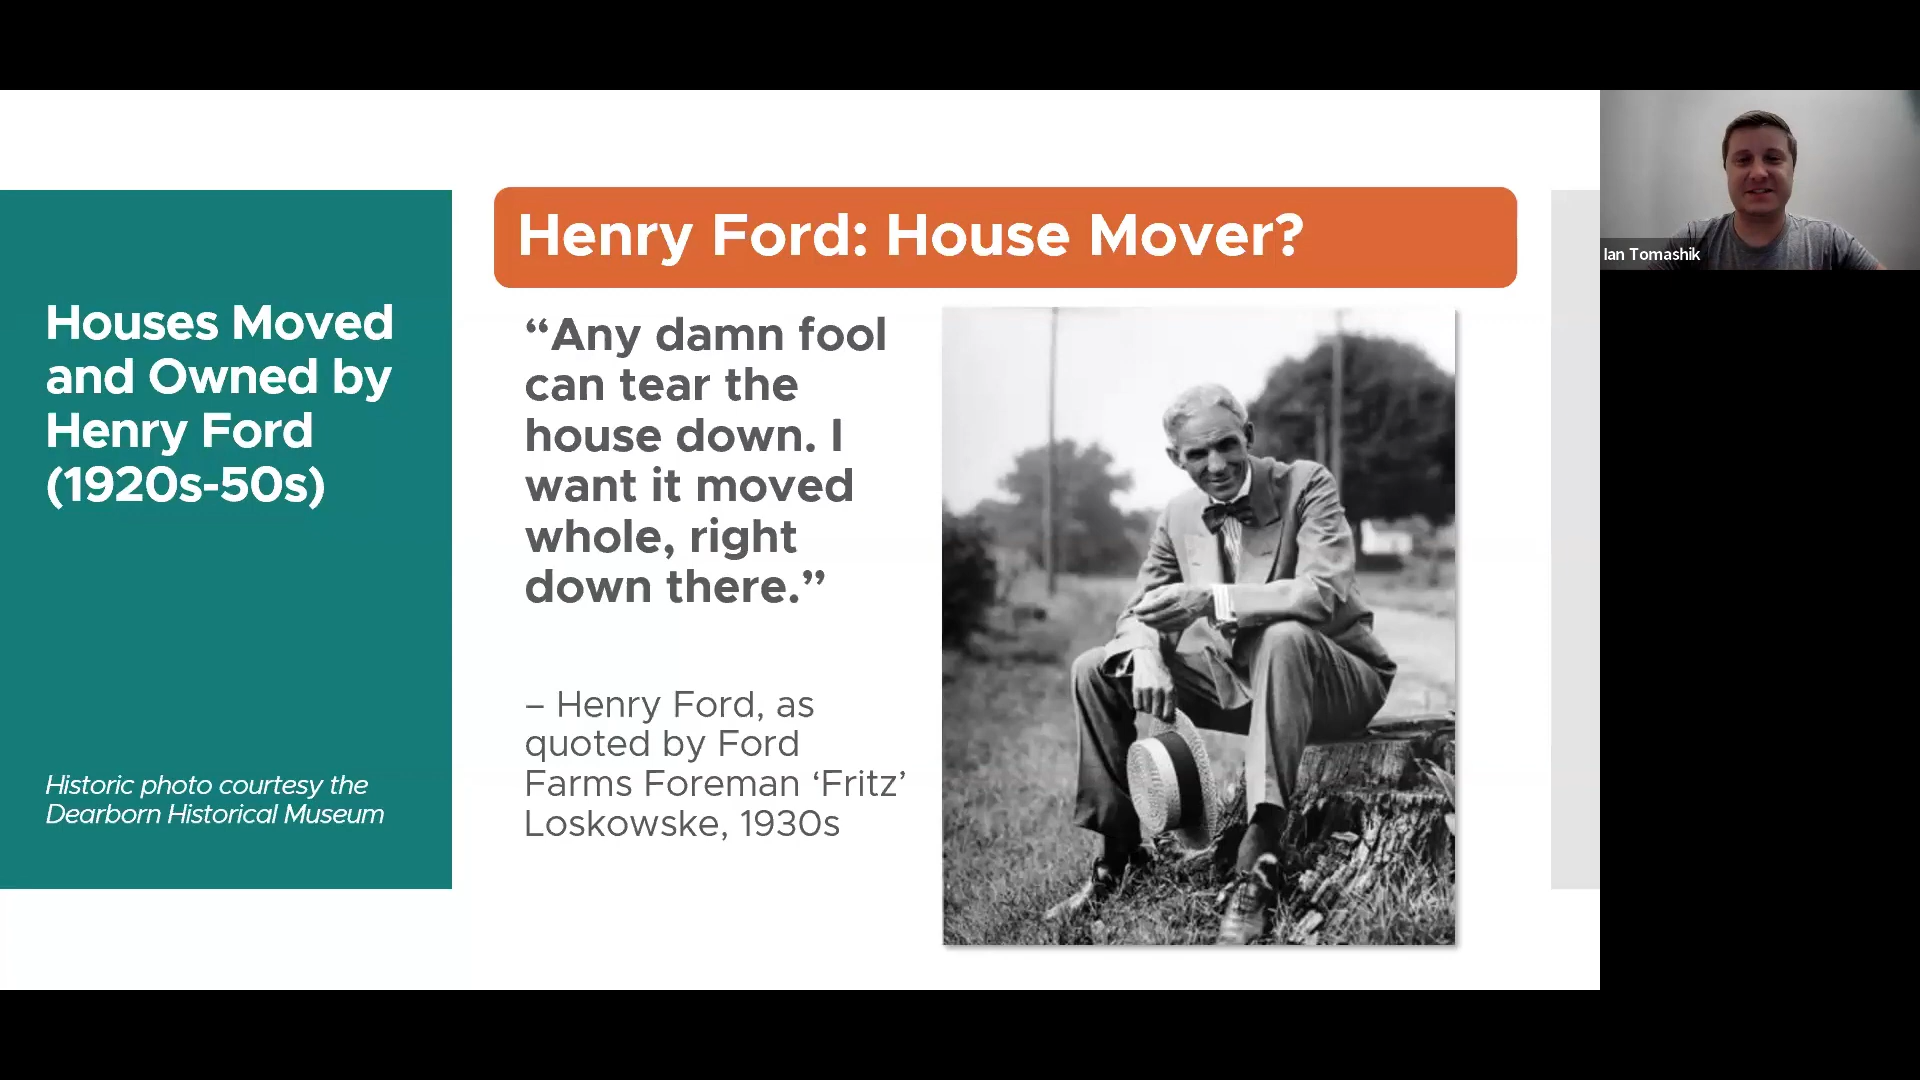 Houses Moved
and Owned by
Henry Ford
(1920s-50s)
Historic photo courtesy the
Dearborn Historical Museum
Henry Ford: House Mover?
“Any damn fool
can tear the
house down. I
want it moved
whole, right
down there.”
– Henry Ford, as
quoted by Ford
Farms Foreman ‘Fritz’
Loskowske, 1930s
Ian Tomashik